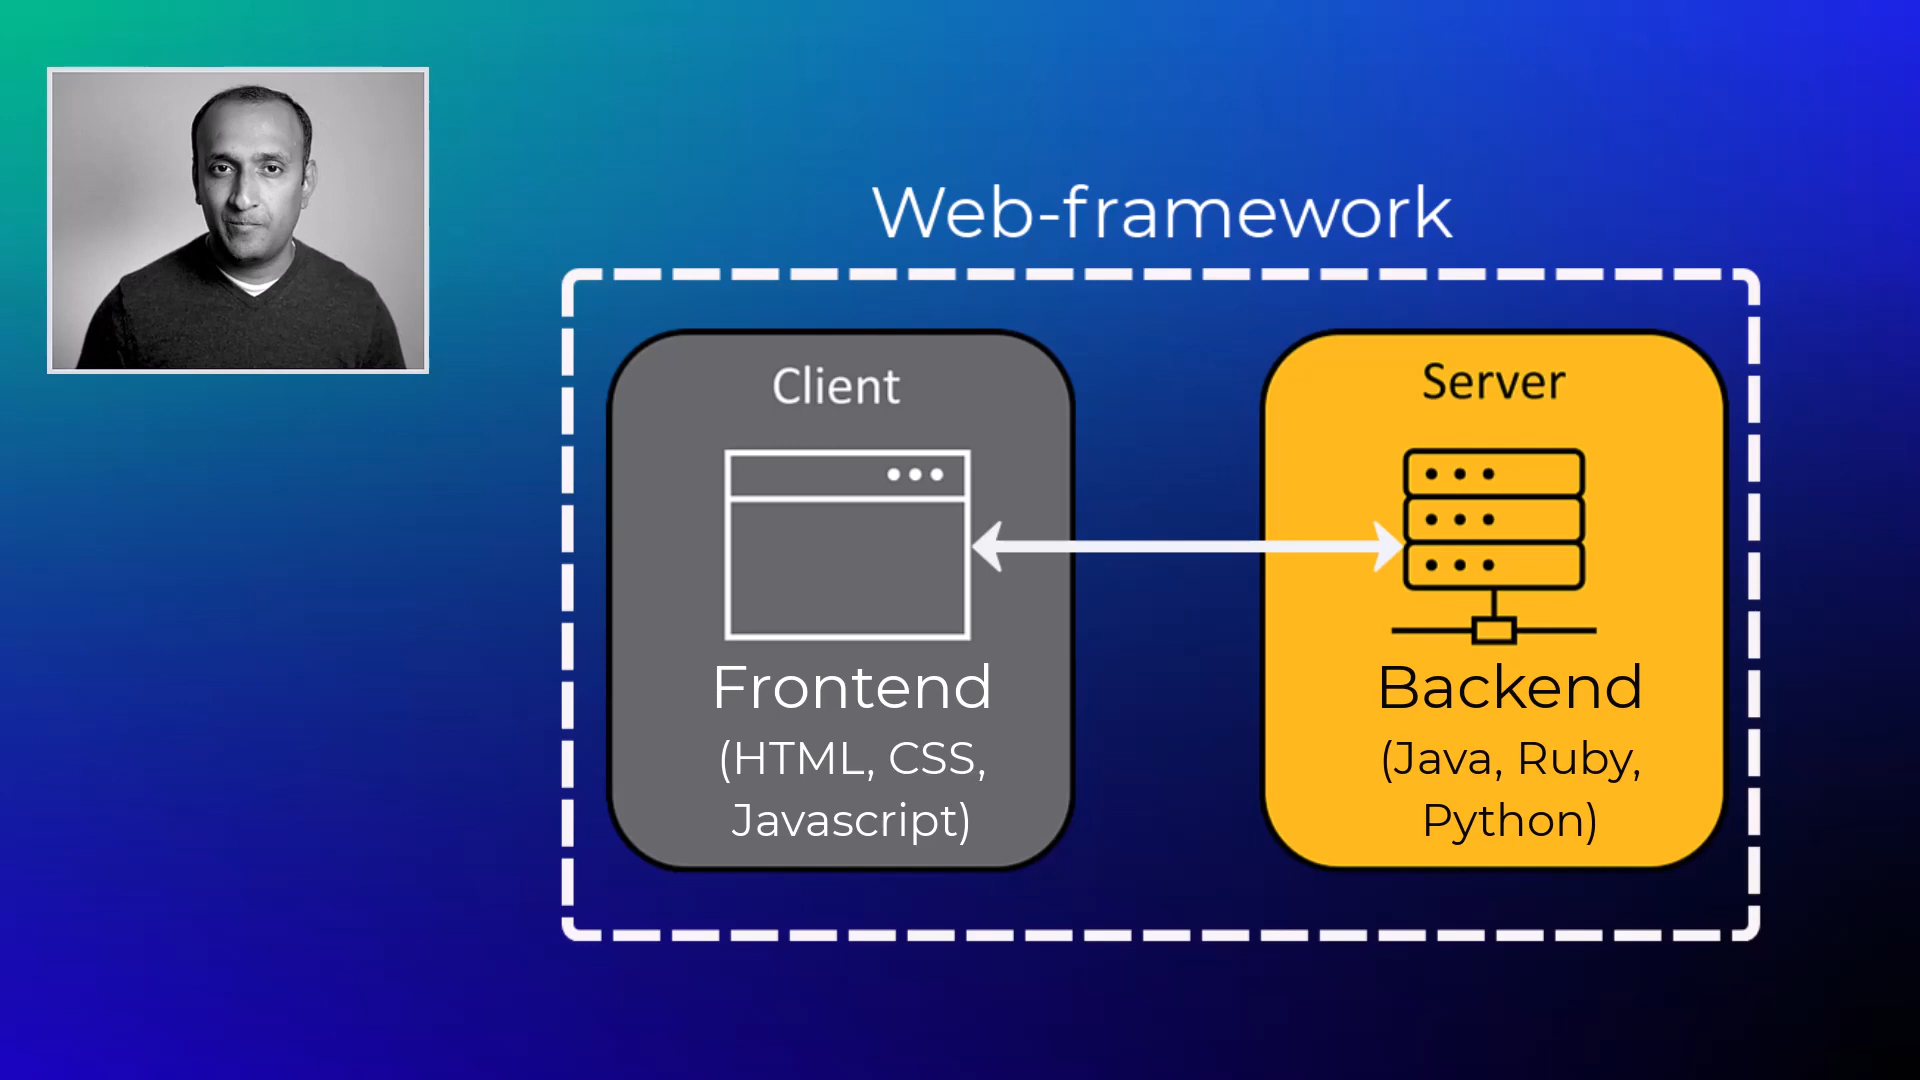 Web-framework
Client
Frontend
(HTML, CSS,
Javascript)
Server
Backend
(Java, Ruby,
Python)